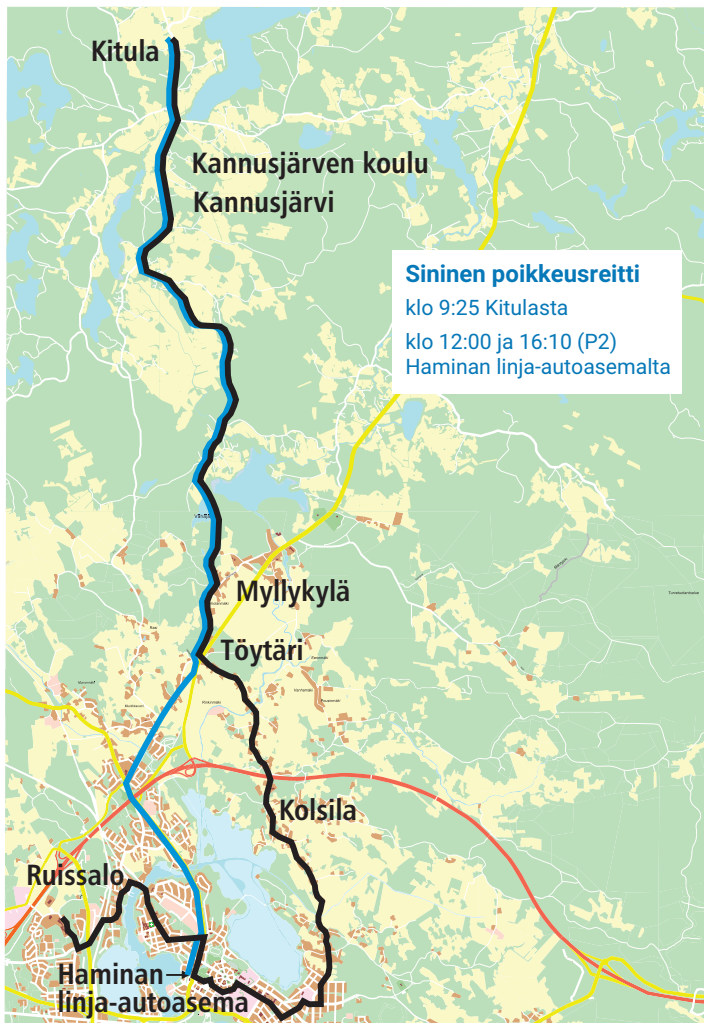 Kitula
Kannusjärven koulu
Kannusjärvi
Sininen poikkeusreitti
klo 9:25 Kitulasta
klo 12:00 ja 16:10 (P2)
Haminan linja-autoasemalta
Myllykylä
Töytäri
Kolsila
Ruissalo
Haminan
linja-autoasema